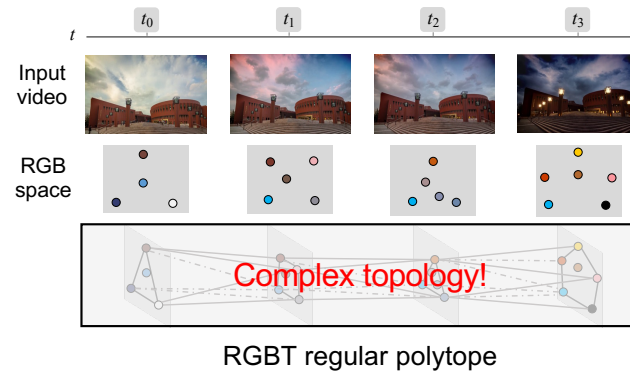 t t₀ t₁ t₂ t₃
Input
video
RGB
space
Complex topology!
RGBT regular polytope